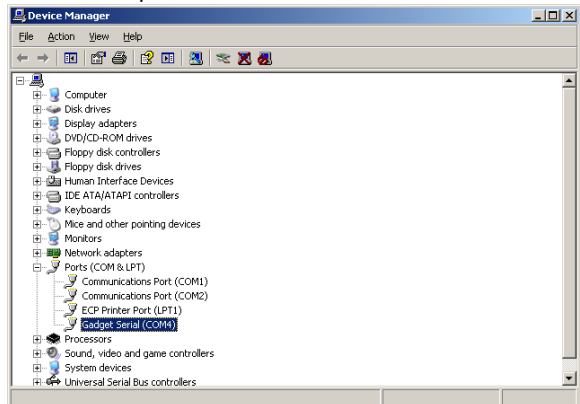 Device Manager
File Action View Help
Computer
Disk drives
Display adapters
DVD/CD-ROM drives
Floppy disk controllers
Floppy disk drives
Human Interface Devices
IDE ATA/ATAPI controllers
Keyboards
Mice and other pointing devices
Monitors
Network adapters
Ports (COM & LPT)
Communications Port (COM1)
Communications Port (COM2)
ECP Printer Port (LPT1)
Gadget Serial (COM4)
Processors
Sound, video and game controllers
System devices
Universal Serial Bus controllers